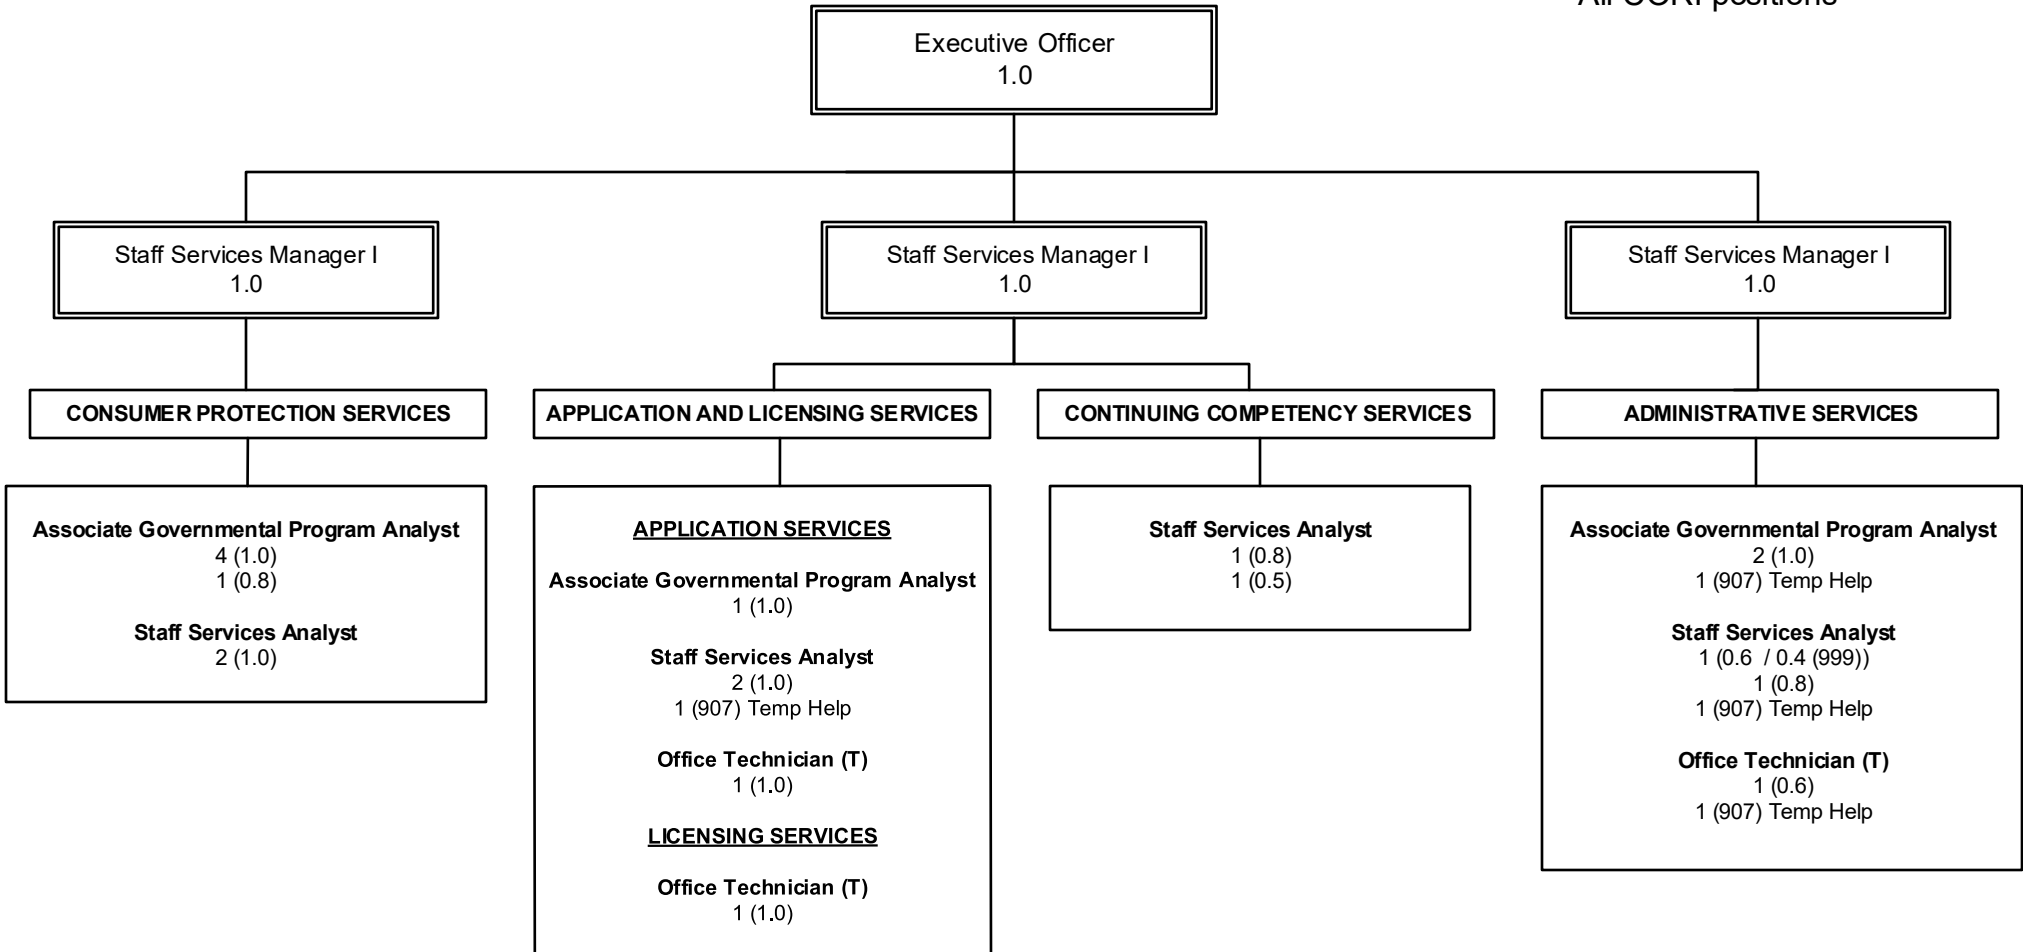 All CORI positions
Executive Officer
1.0
Staff Services Manager I
1.0
Staff Services Manager I
1.0
Staff Services Manager I
1.0
CONSUMER PROTECTION SERVICES
APPLICATION AND LICENSING SERVICES
CONTINUING COMPETENCY SERVICES
ADMINISTRATIVE SERVICES
Associate Governmental Program Analyst
4 (1.0)
1 (0.8)
Staff Services Analyst
2 (1.0)
APPLICATION SERVICES
Associate Governmental Program Analyst
1 (1.0)
Staff Services Analyst
2 (1.0)
1 (907) Temp Help
Office Technician (T)
1 (1.0)
LICENSING SERVICES
Office Technician (T)
1 (1.0)
Staff Services Analyst
1 (0.8)
1 (0.5)
Associate Governmental Program Analyst
2 (1.0)
1 (907) Temp Help
Staff Services Analyst
1 (0.6 / 0.4 (999))
1 (0.8)
1 (907) Temp Help
Office Technician (T)
1 (0.6)
1 (907) Temp Help